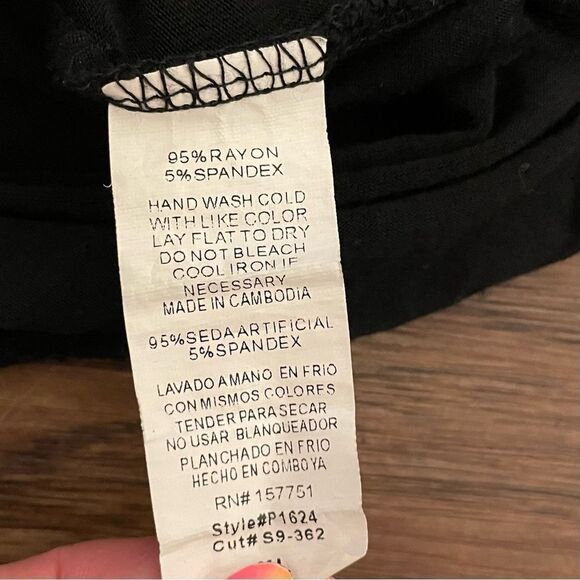 95% RAYON
5% SPANDEX
HAND WASH COLD
WITH LIKE COLOR
LAY FLAT TO DRY
DO NOT BLEACH
COOL IRON IF
NECESSARY
MADE IN CAMBODIA
95% SEDA ARTIFICIAL
5% SPANDEX
LAVADO A MANO EN FRIO
CON MISMOS COLORES
TENDER PARA SECAR
NO USAR BLANQUEADOR
PLANCHADO EN FRIO
HECHO EN COMBOYA
RN# 157751
Style#P1624
Cut# S9-362